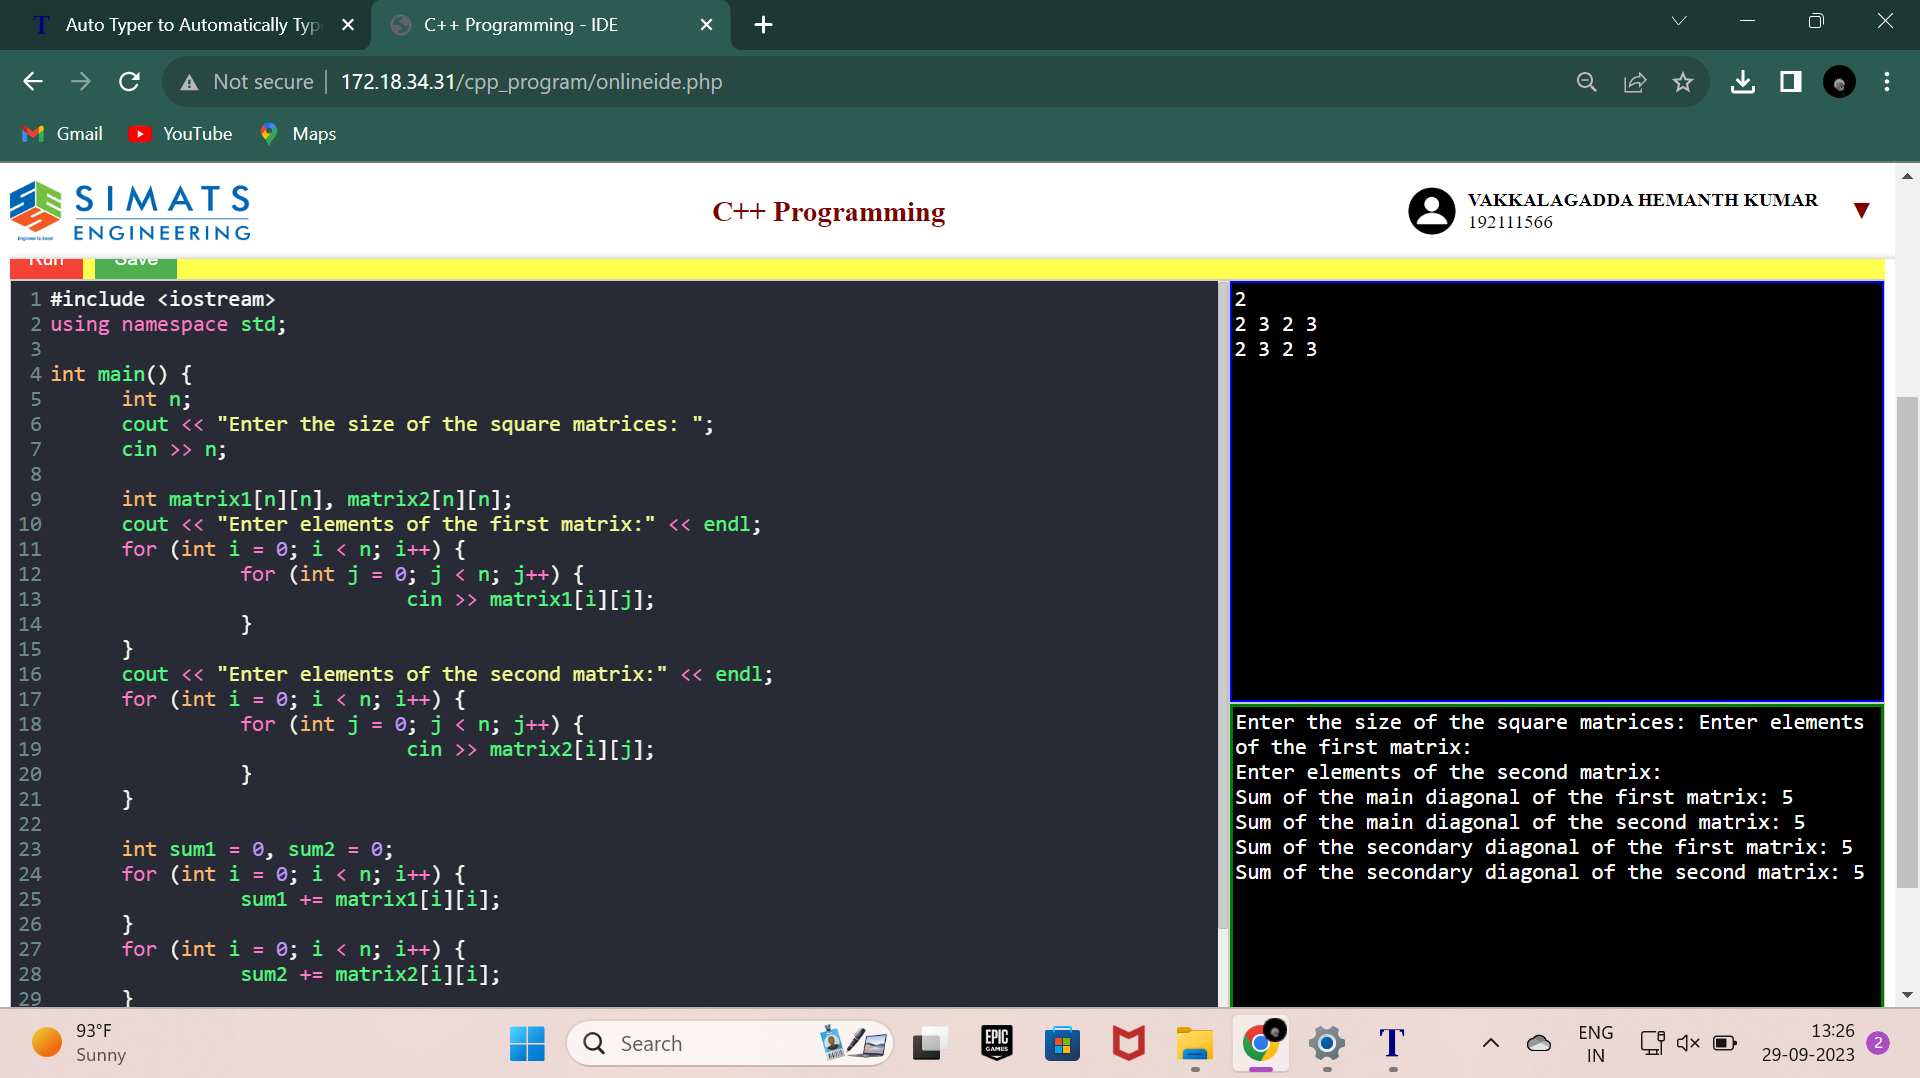 Auto Typer to Automatically Typ
C++ Programming - IDE
Not secure
172.18.34.31/cpp_program/onlineide.php
Gmail
YouTube
Maps
SIMATS
ENGINEERING
Engineer to Excel
C++ Programming
VAKKALAGADDA HEMANTH KUMAR
192111566
Run
Save
1 #include <iostream>
2 using namespace std;
3
4 int main() {
5 int n;
6 cout << "Enter the size of the square matrices: ";
7 cin >> n;
8
9 int matrix1[n][n], matrix2[n][n];
10 cout << "Enter elements of the first matrix:" << endl;
11 for (int i = 0; i < n; i++) {
12 for (int j = 0; j < n; j++) {
13 cin >> matrix1[i][j];
14 }
15 }
16 cout << "Enter elements of the second matrix:" << endl;
17 for (int i = 0; i < n; i++) {
18 for (int j = 0; j < n; j++) {
19 cin >> matrix2[i][j];
20 }
21 }
22
23 int sum1 = 0, sum2 = 0;
24 for (int i = 0; i < n; i++) {
25 sum1 += matrix1[i][i];
26 }
27 for (int i = 0; i < n; i++) {
28 sum2 += matrix2[i][i];
29 }
2
2 3 2 3
2 3 2 3
Enter the size of the square matrices: Enter elements
of the first matrix:
Enter elements of the second matrix:
Sum of the main diagonal of the first matrix: 5
Sum of the main diagonal of the second matrix: 5
Sum of the secondary diagonal of the first matrix: 5
Sum of the secondary diagonal of the second matrix: 5
93°F
Sunny
Search
EPIC
GAMES
T
ENG
IN
13:26
29-09-2023
2